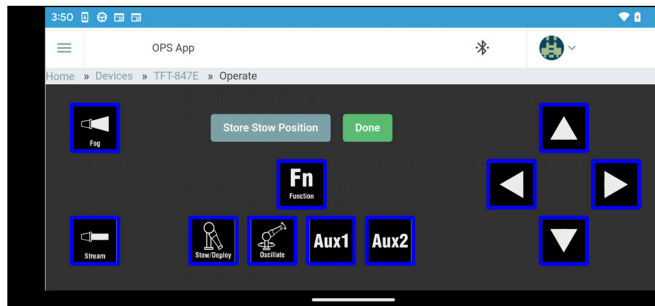 3:50
OPS App
Home » Devices » TFT-847E » Operate
Fog
Store Stow Position
Done
Fn
Function
Stream
Stow/Deploy
Oscillate
Aux1
Aux2